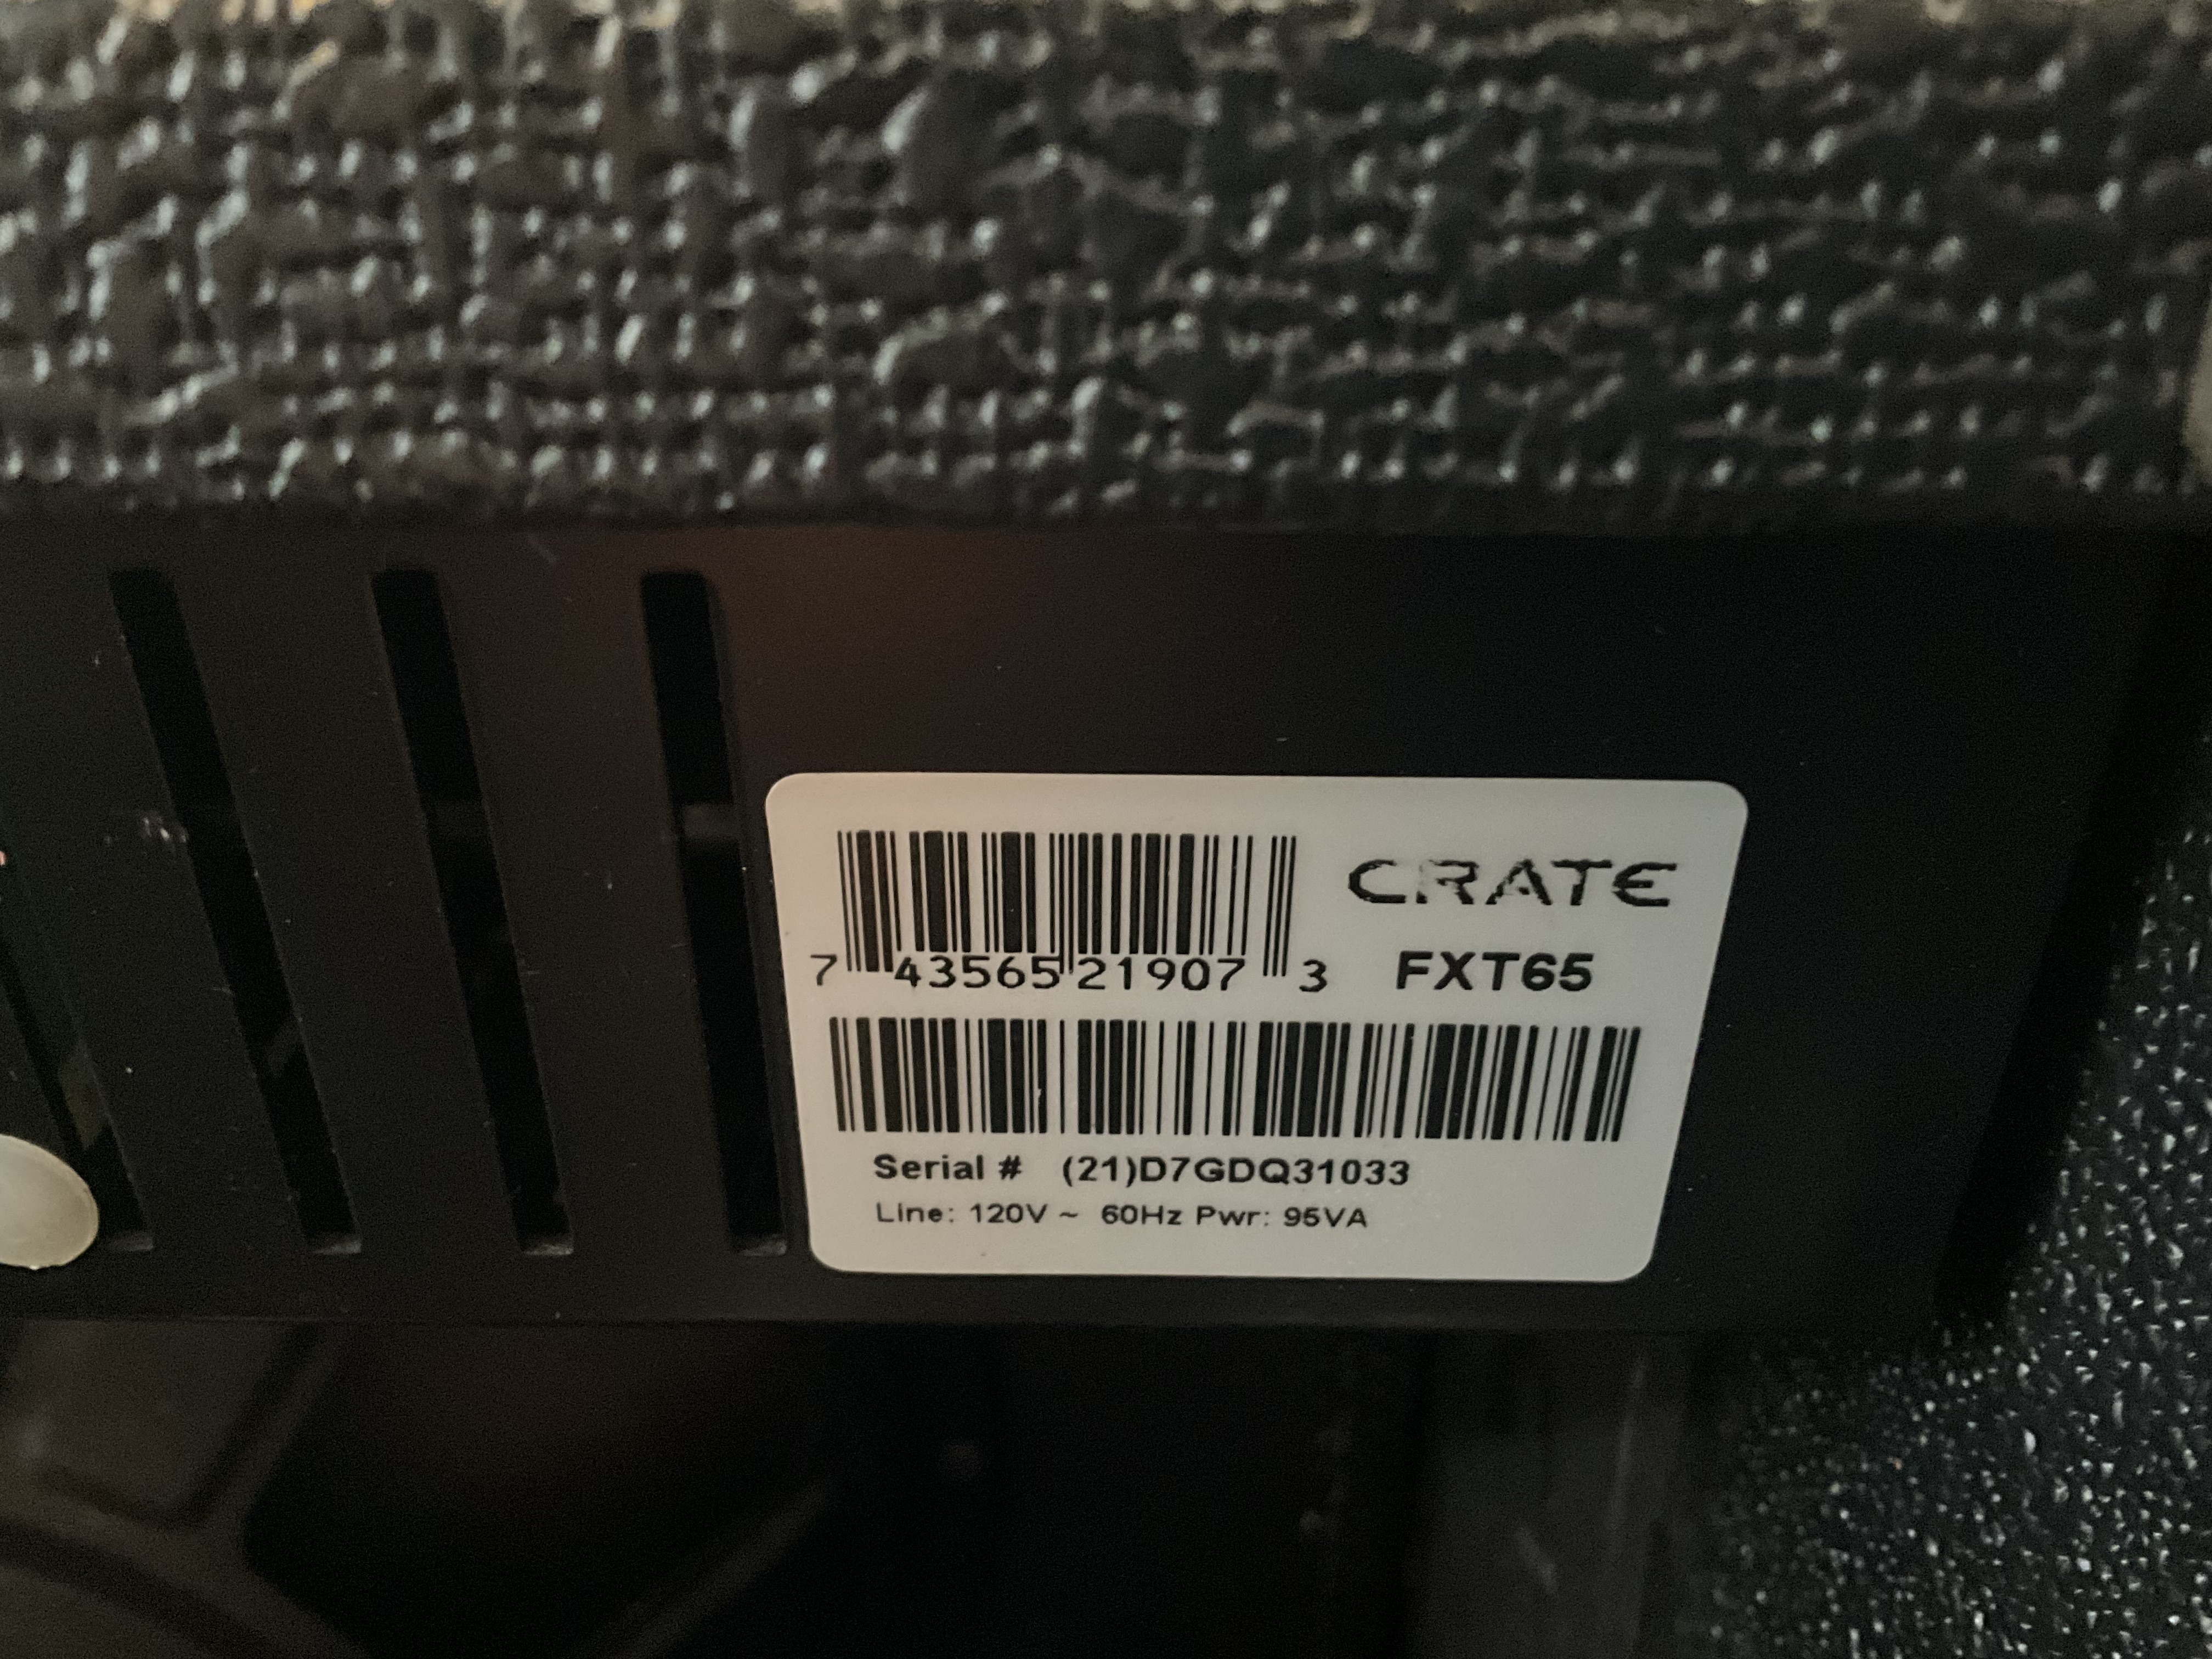 CRATE
7 43565 21907 3 FXT65
Serial # (21)D7GDQ31033
Line: 120V ~ 60Hz Pwr: 95VA